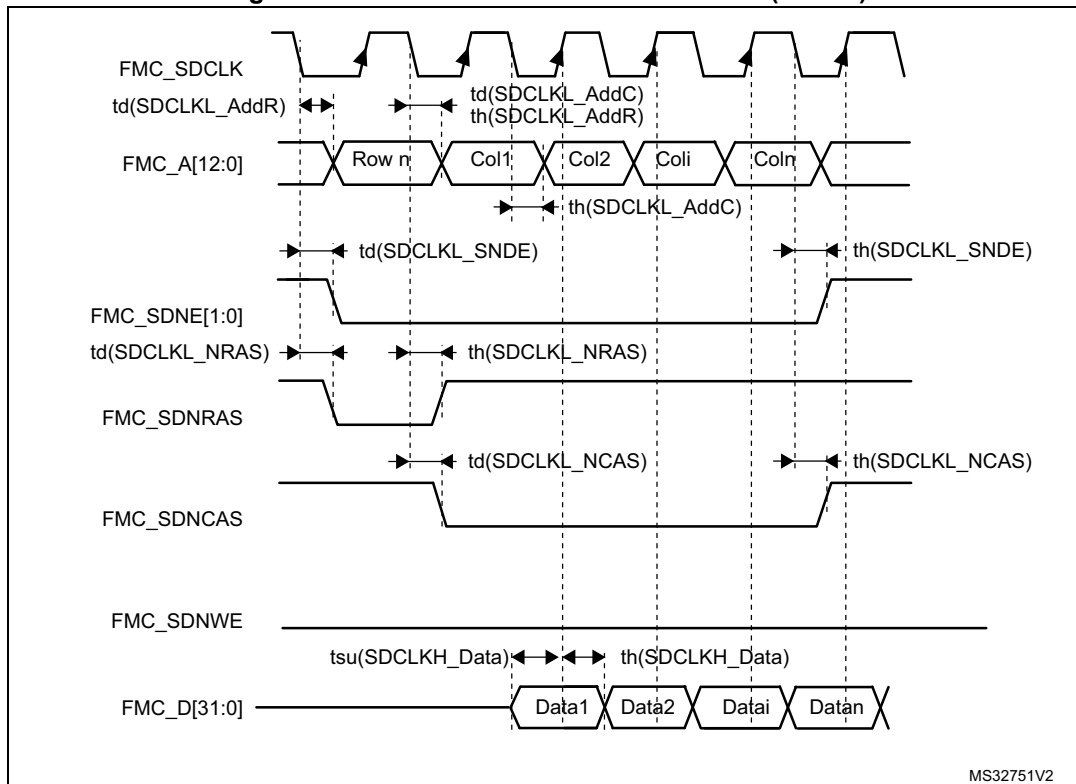 FMC_SDCLK
td(SDCLKL_AddR)
td(SDCLKL_AddC)
th(SDCLKL_AddR)
FMC_A[12:0]
Row n
Col1
Col2
Coli
Coln
th(SDCLKL_AddC)
td(SDCLKL_SNDE)
th(SDCLKL_SNDE)
FMC_SDNE[1:0]
td(SDCLKL_NRAS)
th(SDCLKL_NRAS)
FMC_SDNRAS
td(SDCLKL_NCAS)
th(SDCLKL_NCAS)
FMC_SDNCAS
FMC_SDNWE
tsu(SDCLKH_Data)
th(SDCLKH_Data)
FMC_D[31:0]
Data1
Data2
Datai
Datan
MS32751V2